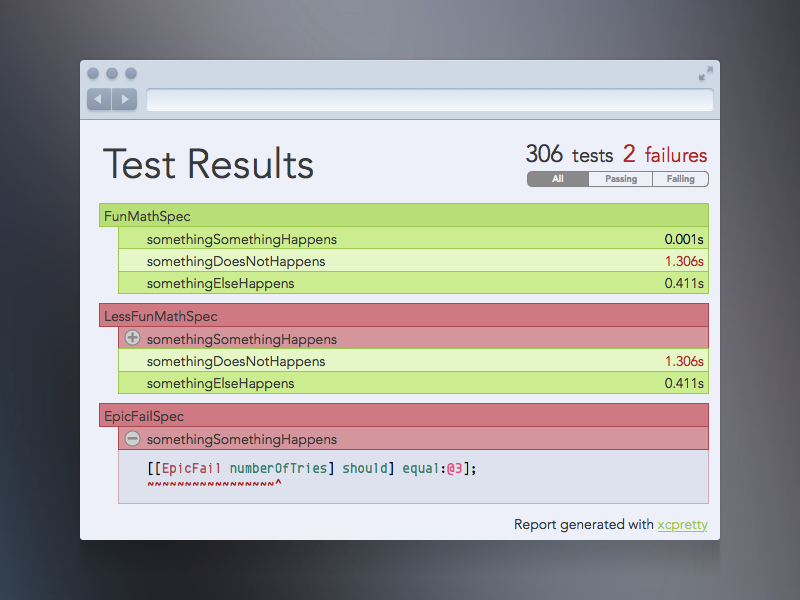 Test Results
306 tests 2 failures
All Passing Failing
FunMathSpec
somethingSomethingHappens 0.001s
somethingDoesNotHappens 1.306s
somethingElseHappens 0.411s
LessFunMathSpec
somethingSomethingHappens
somethingDoesNotHappens 1.306s
somethingElseHappens 0.411s
EpicFailSpec
somethingSomethingHappens
[[EpicFail numberOfTries] should] equal:@3];
~~~~~~~~~~~~~~~~~^
Report generated with xcpretty